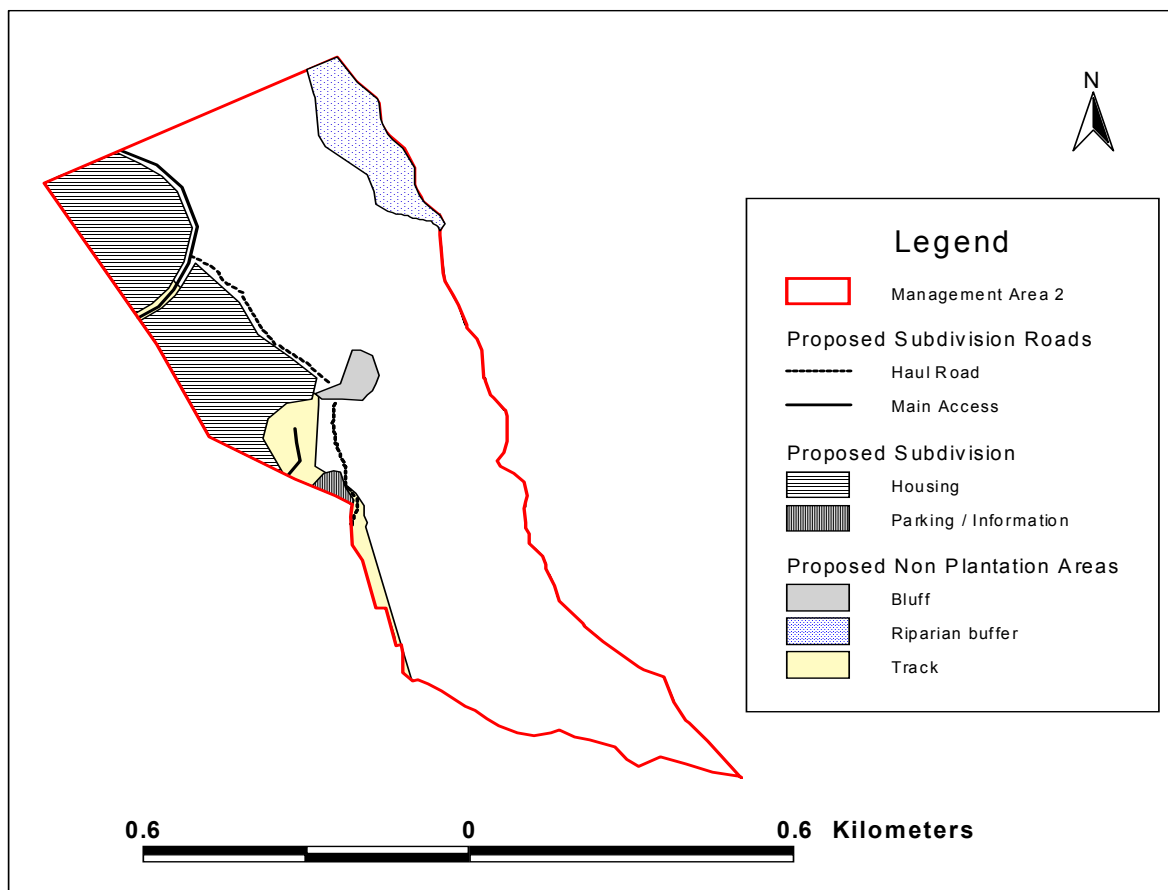 N
Legend
Management Area 2
Proposed Subdivision Roads
Haul Road
Main Access
Proposed Subdivision
Housing
Parking / Information
Proposed Non Plantation Areas
Bluff
Riparian buffer
Track
0.6 0 0.6 Kilometers